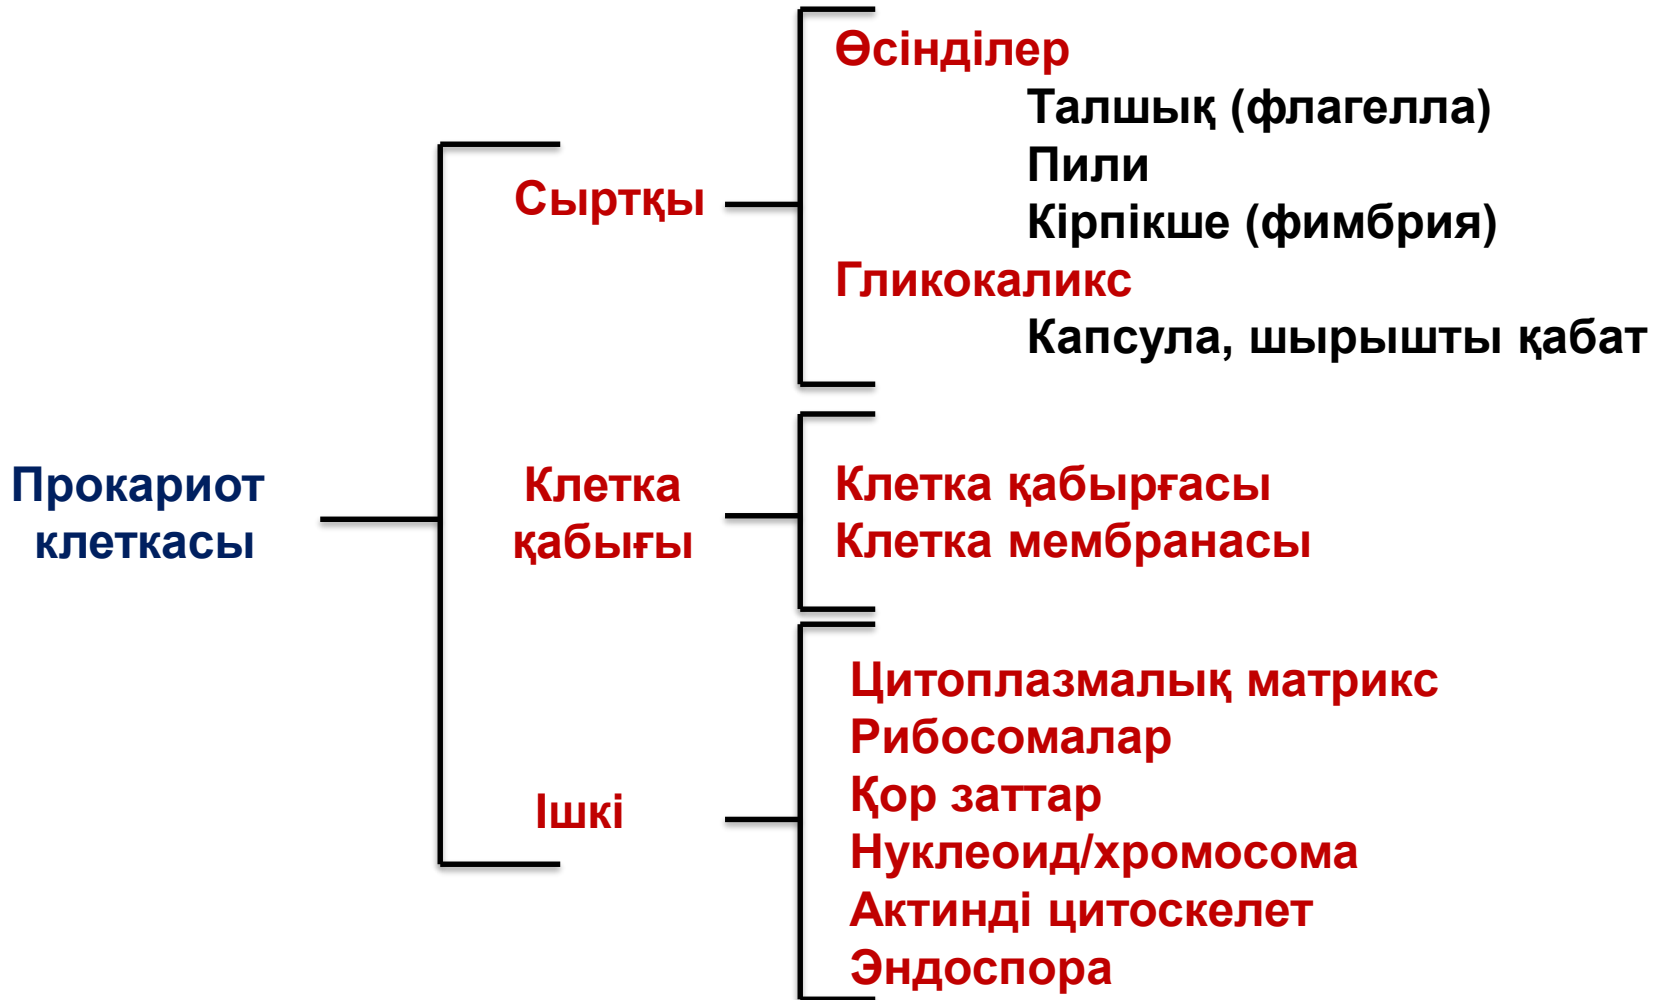 Прокариот
клеткасы
Сыртқы
Өсінділер
Талшық (флагелла)
Пили
Кірпікше (фимбрия)
Гликокаликс
Капсула, шырышты қабат
Клетка
қабығы
Клетка қабырғасы
Клетка мембранасы
Ішкі
Цитоплазмалық матрикс
Рибосомалар
Қор заттар
Нуклеоид/хромосома
Актинді цитоскелет
Эндоспора